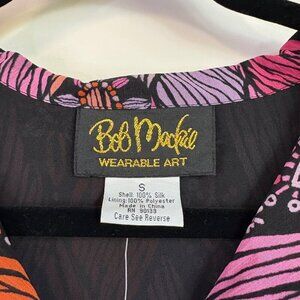 Bob Mackie
WEARABLE ART
S
Shell: 100% Silk
Lining: 100% Polyester
Made in China
RN 90133
Care See Reverse